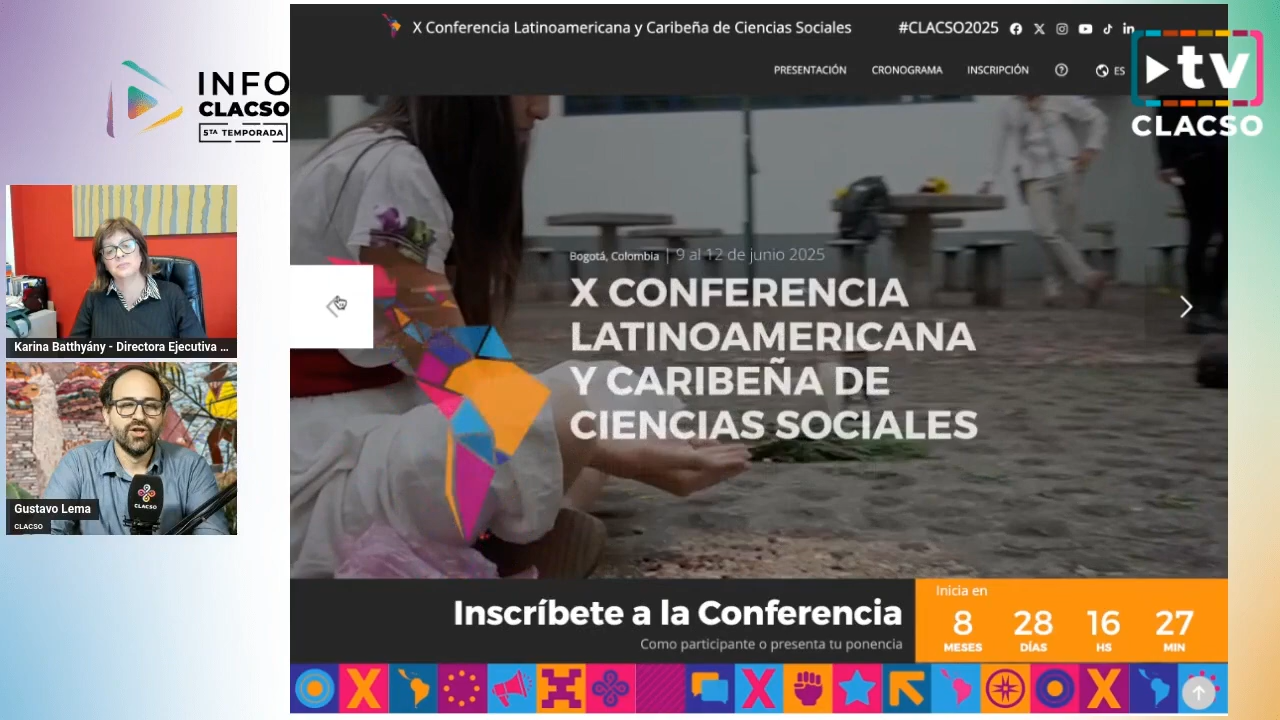 X Conferencia Latinoamericana y Caribeña de Ciencias Sociales
#CLACSO2025
PRESENTACIÓN
CRONOGRAMA
INSCRIPCIÓN
ES
tv
CLACSO
INFO
CLACSO
5TA TEMPORADA
Karina Batthyány - Directora Ejecutiva ...
Gustavo Lema
CLACSO
CLACSO
Bogotá, Colombia | 9 al 12 de junio 2025
X CONFERENCIA
LATINOAMERICANA
Y CARIBEÑA DE
CIENCIAS SOCIALES
Inscríbete a la Conferencia
Como participante o presenta tu ponencia
Inicia en
8 28 16 27
MESES DÍAS HS MIN